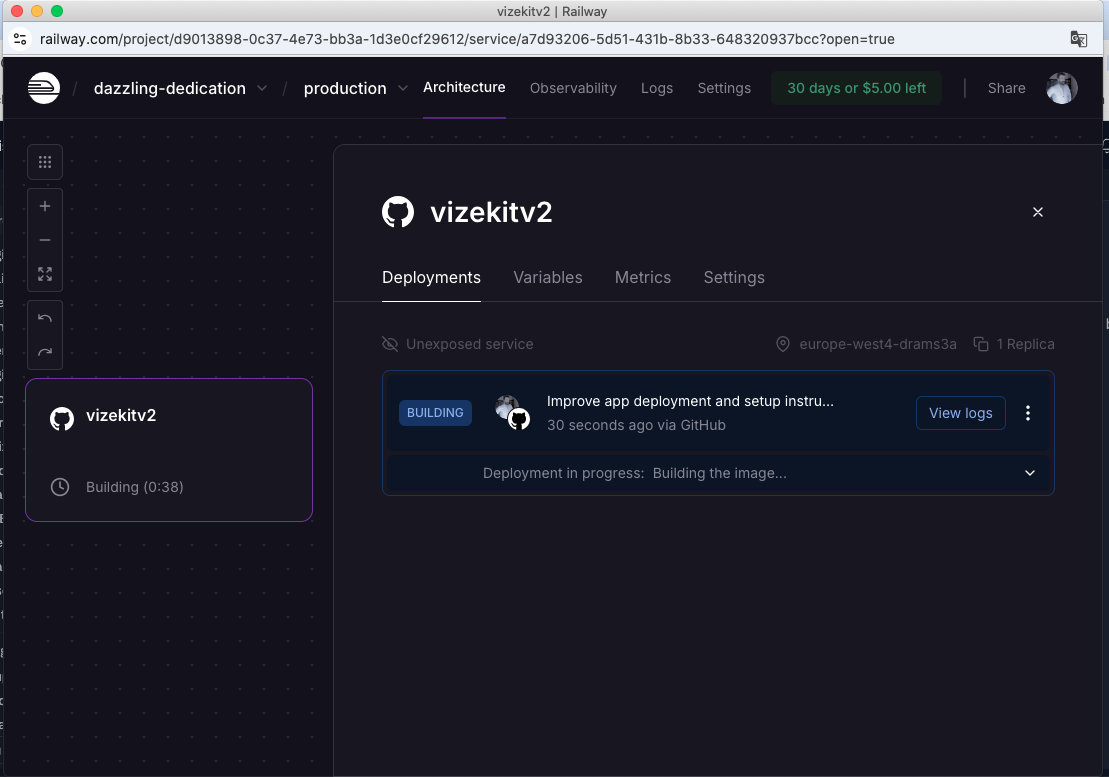 vizekitv2 | Railway
railway.com/project/d9013898-0c37-4e73-bb3a-1d3e0cf29612/service/a7d93206-5d51-431b-8b33-648320937bcc?open=true
/ dazzling-dedication / production Architecture Observability Logs Settings 30 days or $5.00 left | Share
vizekitv2
Deployments Variables Metrics Settings
Unexposed service europe-west4-drams3a 1 Replica
BUILDING Improve app deployment and setup instru... View logs
30 seconds ago via GitHub
Deployment in progress: Building the image...
vizekitv2
Building (0:38)